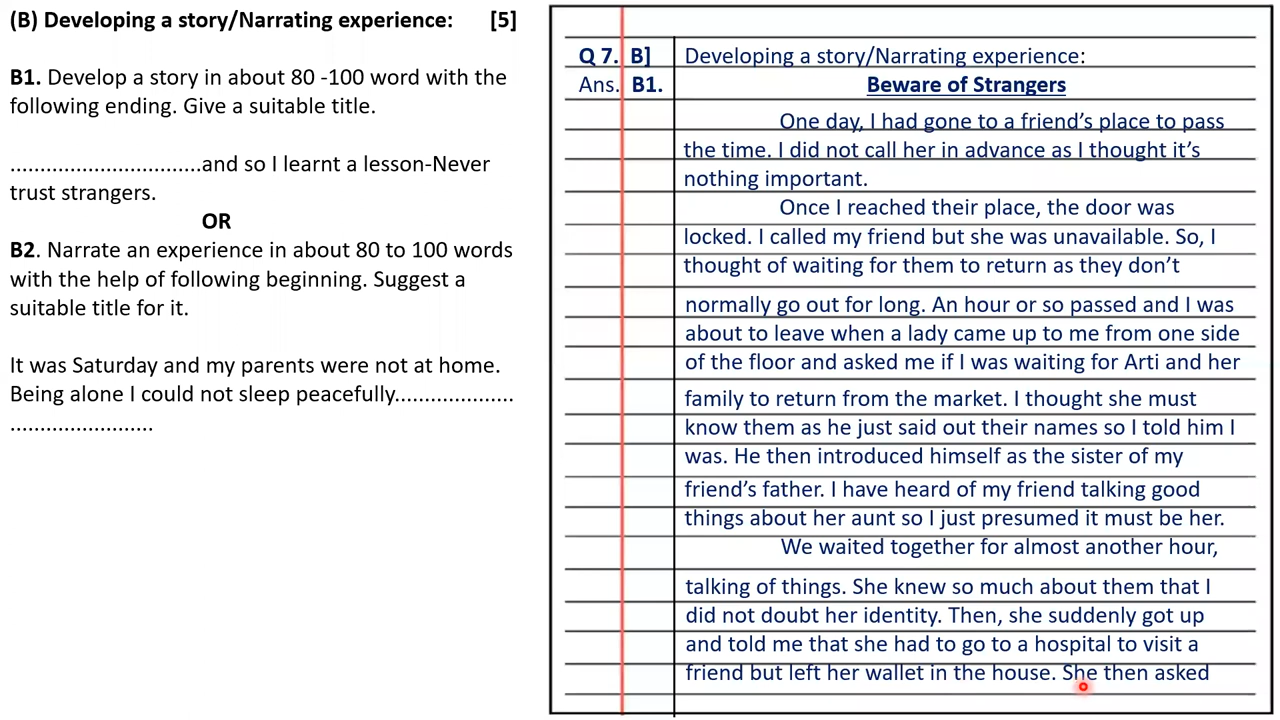 (B) Developing a story/Narrating experience: [5]
B1. Develop a story in about 80 -100 word with the
following ending. Give a suitable title.
................................and so I learnt a lesson-Never
trust strangers.
OR
B2. Narrate an experience in about 80 to 100 words
with the help of following beginning. Suggest a
suitable title for it.
It was Saturday and my parents were not at home.
Being alone I could not sleep peacefully....................
........................
Q 7. B] Developing a story/Narrating experience:
Ans. B1. Beware of Strangers
One day, I had gone to a friend’s place to pass
the time. I did not call her in advance as I thought it’s
nothing important.
Once I reached their place, the door was
locked. I called my friend but she was unavailable. So, I
thought of waiting for them to return as they don’t
normally go out for long. An hour or so passed and I was
about to leave when a lady came up to me from one side
of the floor and asked me if I was waiting for Arti and her
family to return from the market. I thought she must
know them as he just said out their names so I told him I
was. He then introduced himself as the sister of my
friend’s father. I have heard of my friend talking good
things about her aunt so I just presumed it must be her.
We waited together for almost another hour,
talking of things. She knew so much about them that I
did not doubt her identity. Then, she suddenly got up
and told me that she had to go to a hospital to visit a
friend but left her wallet in the house. She then asked